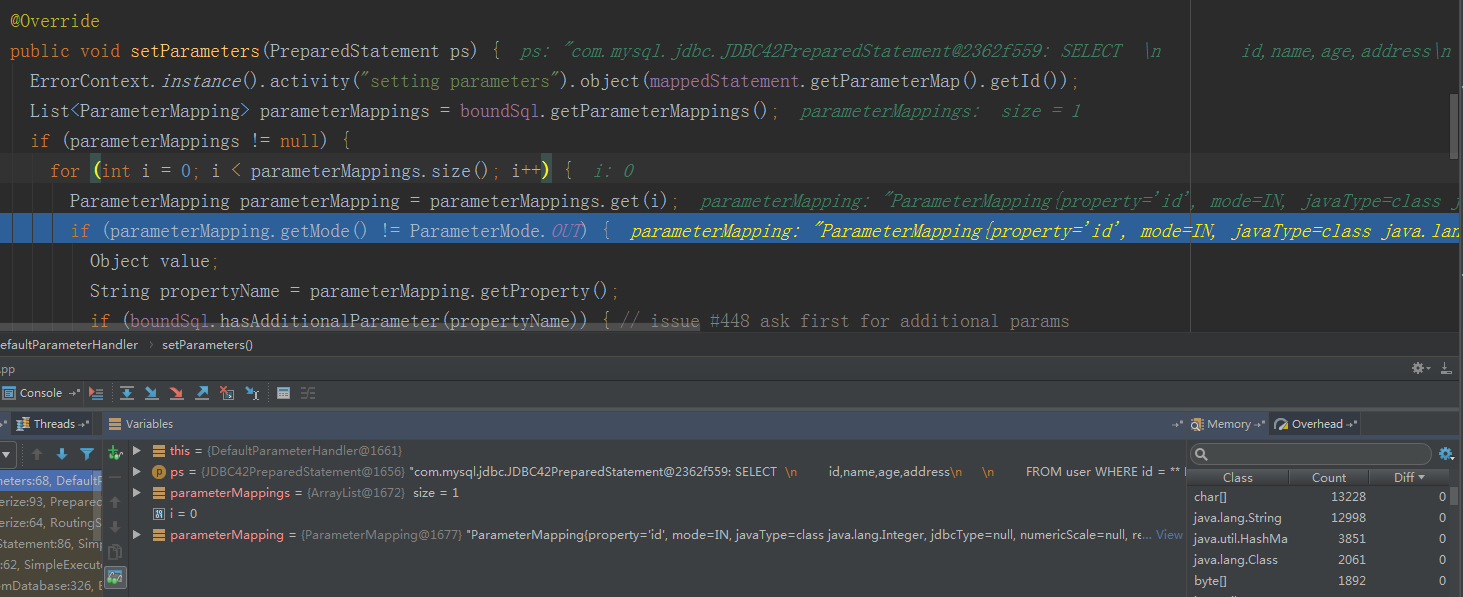 @Override
public void setParameters(PreparedStatement ps) {  ps: "com.mysql.jdbc.JDBC42PreparedStatement@2362f559: SELECT  \n        id,name,age,address\n
ErrorContext.instance().activity("setting parameters").object(mappedStatement.getParameterMap().getId());
List<ParameterMapping> parameterMappings = boundSql.getParameterMappings();  parameterMappings:  size = 1
if (parameterMappings != null) {
for (int i = 0; i < parameterMappings.size(); i++) {  i: 0
ParameterMapping parameterMapping = parameterMappings.get(i);  parameterMapping: "ParameterMapping{property='id', mode=IN, javaType=class j
if (parameterMapping.getMode() != ParameterMode.OUT) {  parameterMapping: "ParameterMapping{property='id', mode=IN, javaType=class java.lan
Object value;
String propertyName = parameterMapping.getProperty();
if (boundSql.hasAdditionalParameter(propertyName)) { // issue #448 ask first for additional params
efaultParameterHandler > setParameters()
App
Console
Threads
Variables
Memory
Overhead
this = {DefaultParameterHandler@1661}
ps = {JDBC42PreparedStatement@1656} "com.mysql.jdbc.JDBC42PreparedStatement@2362f559: SELECT  \n        id,name,age,address\n      \n        FROM user WHERE id = **
parameterMappings = {ArrayList@1672}  size = 1
i = 0
parameterMapping = {ParameterMapping@1677} "ParameterMapping{property='id', mode=IN, javaType=class java.lang.Integer, jdbcType=null, numericScale=null, re... View
neters:68, DefaultP
erize:93, Prepared
erize:64, RoutingS
Statement:86, Simp
:62, SimpleExecuto
omDatabase:326, B
Class Count Diff
char[] 13228 0
java.lang.String 12998 0
java.util.HashMa 3851 0
java.lang.Class 2061 0
byte[] 1892 0